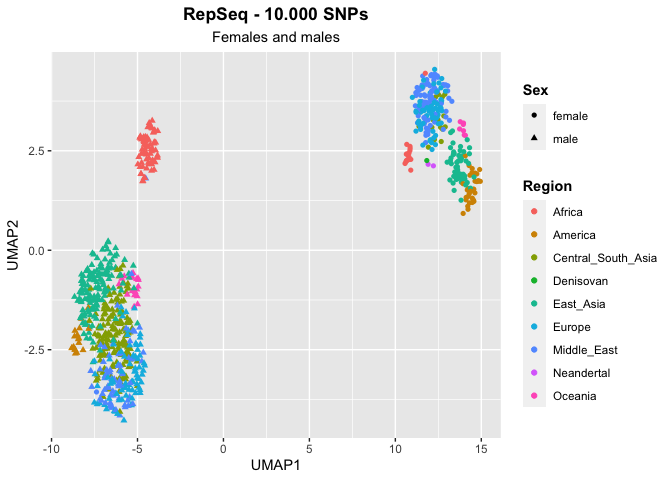 RepSeq - 10.000 SNPs
Females and males
2.5
0.0
-2.5
UMAP2
-10
-5
0
5
10
15
UMAP1
Sex
female
male
Region
Africa
America
Central_South_Asia
Denisovan
East_Asia
Europe
Middle_East
Neandertal
Oceania